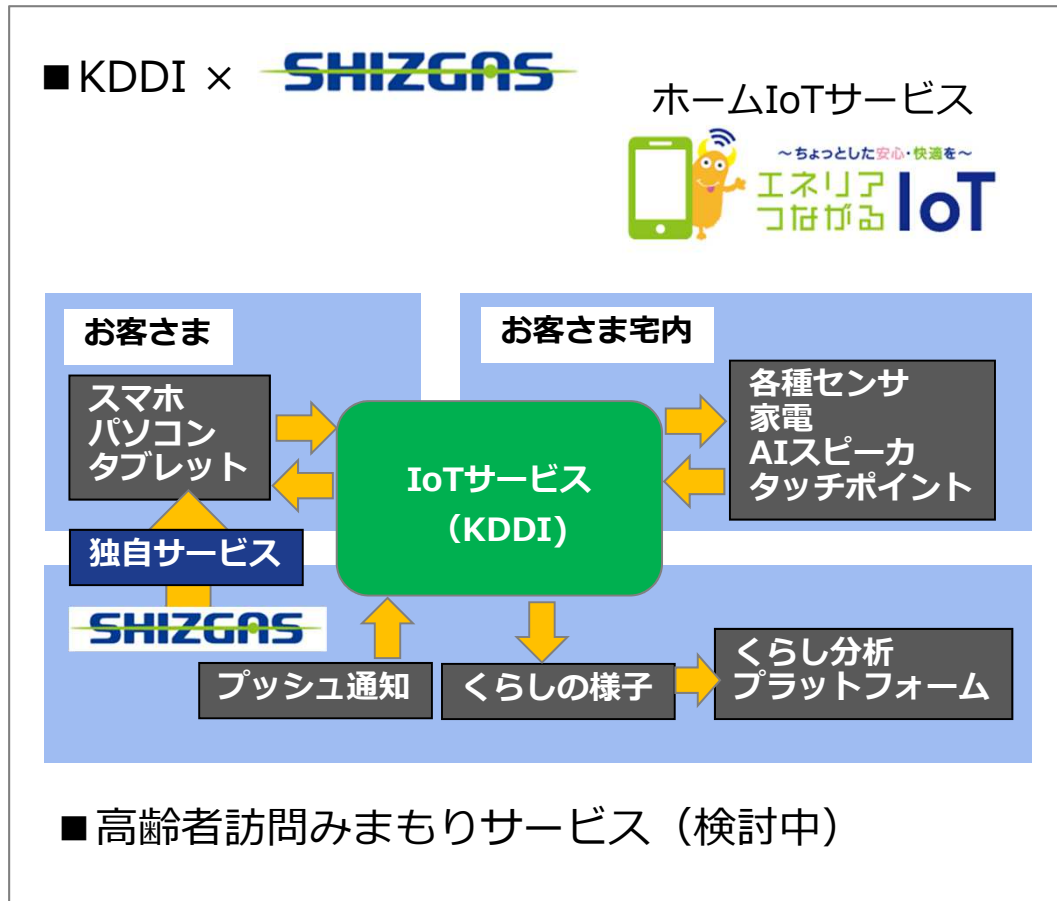 ■KDDI × SHIZGAS
ホームIoTサービス
～ちょっとした安心・快適を～
エネリア
つながる
IoT
お客さま
スマホ
パソコン
タブレット
お客さま宅内
各種センサ
家電
AIスピーカ
タッチポイント
IoTサービス
（KDDI)
独自サービス
SHIZGAS
プッシュ通知
くらしの様子
くらし分析
プラットフォーム
■高齢者訪問みまもりサービス（検討中）